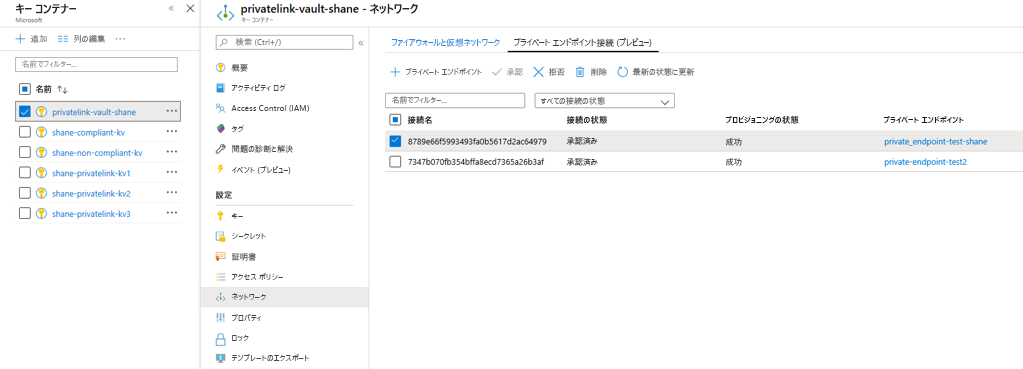 キー コンテナー
Microsoft
追加
列の編集
名前でフィルター...
名前
privatelink-vault-shane
shane-compliant-kv
shane-non-compliant-kv
shane-privatelink-kv1
shane-privatelink-kv2
shane-privatelink-kv3
privatelink-vault-shane - ネットワーク
キー コンテナー
検索 (Ctrl+/)
概要
アクティビティ ログ
Access Control (IAM)
タグ
問題の診断と解決
イベント (プレビュー)
設定
キー
シークレット
証明書
アクセス ポリシー
ネットワーク
プロパティ
ロック
テンプレートのエクスポート
ファイアウォールと仮想ネットワーク プライベート エンドポイント接続 (プレビュー)
プライベート エンドポイント 承認 拒否 削除 最新の状態に更新
名前でフィルター... すべての接続の状態
接続名 接続の状態 プロビジョニングの状態 プライベート エンドポイント
8789e66f5993493fa0b5617d2ac64979 承認済み 成功 private_endpoint-test-shane
7347b070fb354bffa8ecd7365a26b3af 承認済み 成功 private-endpoint-test2